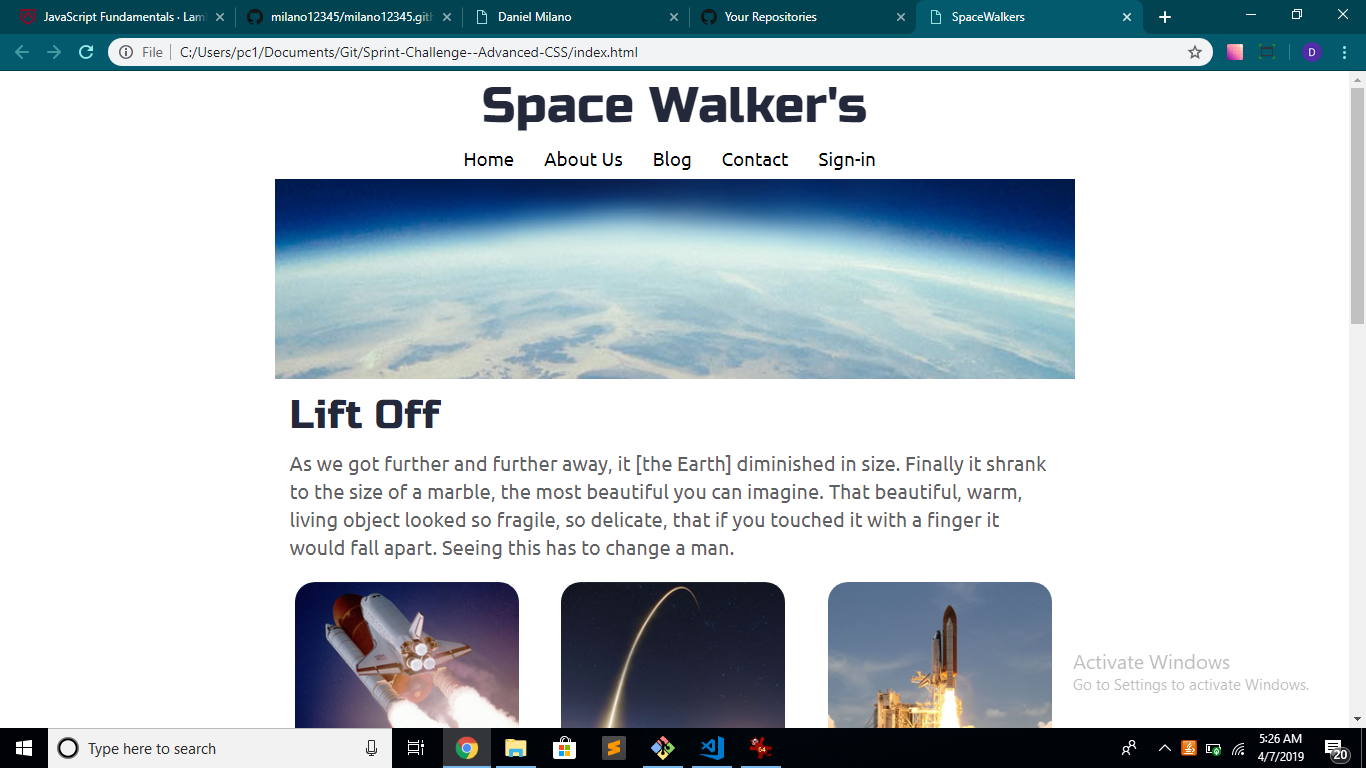 JavaScript Fundamentals · Lam
milano12345/milano12345.gith
Daniel Milano
Your Repositories
SpaceWalkers
File
C:/Users/pc1/Documents/Git/Sprint-Challenge--Advanced-CSS/index.html
D
Space Walker's
Home About Us Blog Contact Sign-in
Lift Off
As we got further and further away, it [the Earth] diminished in size. Finally it shrank
to the size of a marble, the most beautiful you can imagine. That beautiful, warm,
living object looked so fragile, so delicate, that if you touched it with a finger it
would fall apart. Seeing this has to change a man.
Activate Windows
Go to Settings to activate Windows.
Type here to search
64
5:26 AM
4/7/2019
20